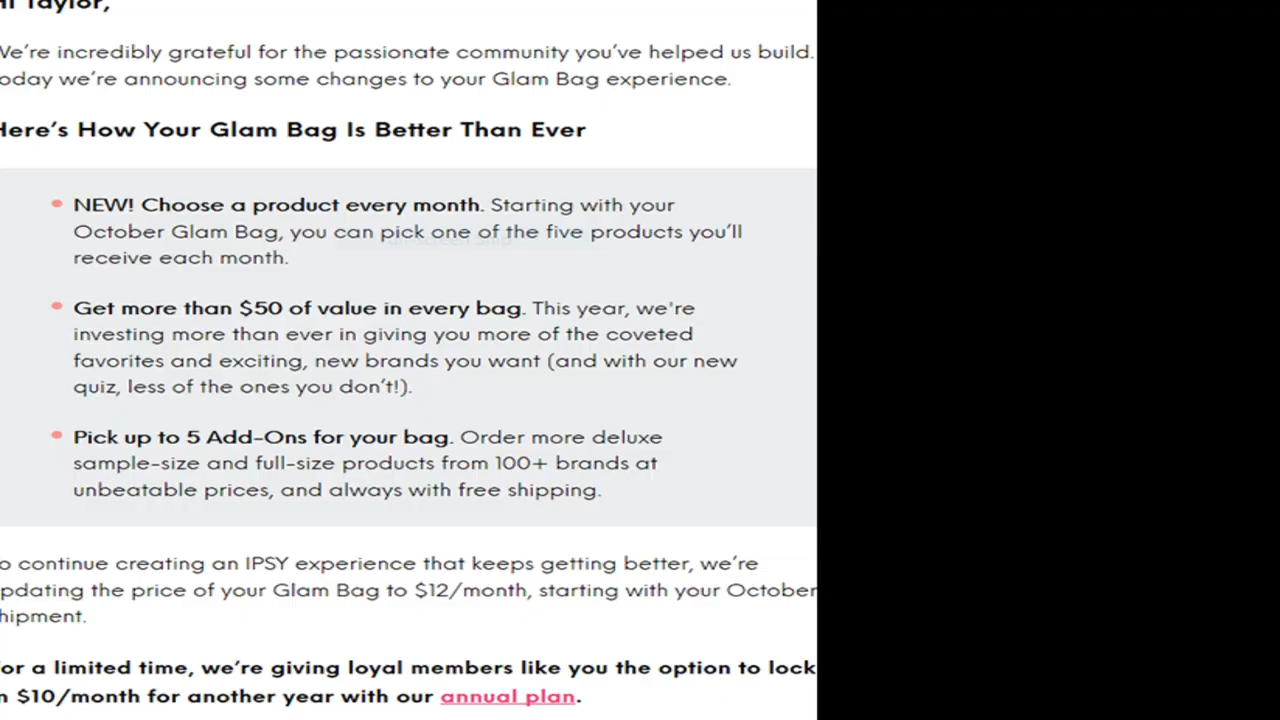 Hi Taylor,
We're incredibly grateful for the passionate community you've helped us build.
oday we're announcing some changes to your Glam Bag experience.
Here's How Your Glam Bag Is Better Than Ever
• NEW! Choose a product every month. Starting with your
October Glam Bag, you can pick one of the five products you'll
receive each month.
• Get more than $50 of value in every bag. This year, we're
investing more than ever in giving you more of the coveted
favorites and exciting, new brands you want (and with our new
quiz, less of the ones you don't!).
• Pick up to 5 Add-Ons for your bag. Order more deluxe
sample-size and full-size products from 100+ brands at
unbeatable prices, and always with free shipping.
o continue creating an IPSY experience that keeps getting better, we're
pdating the price of your Glam Bag to $12/month, starting with your October
hipment.
or a limited time, we're giving loyal members like you the option to lock
n $10/month for another year with our annual plan.